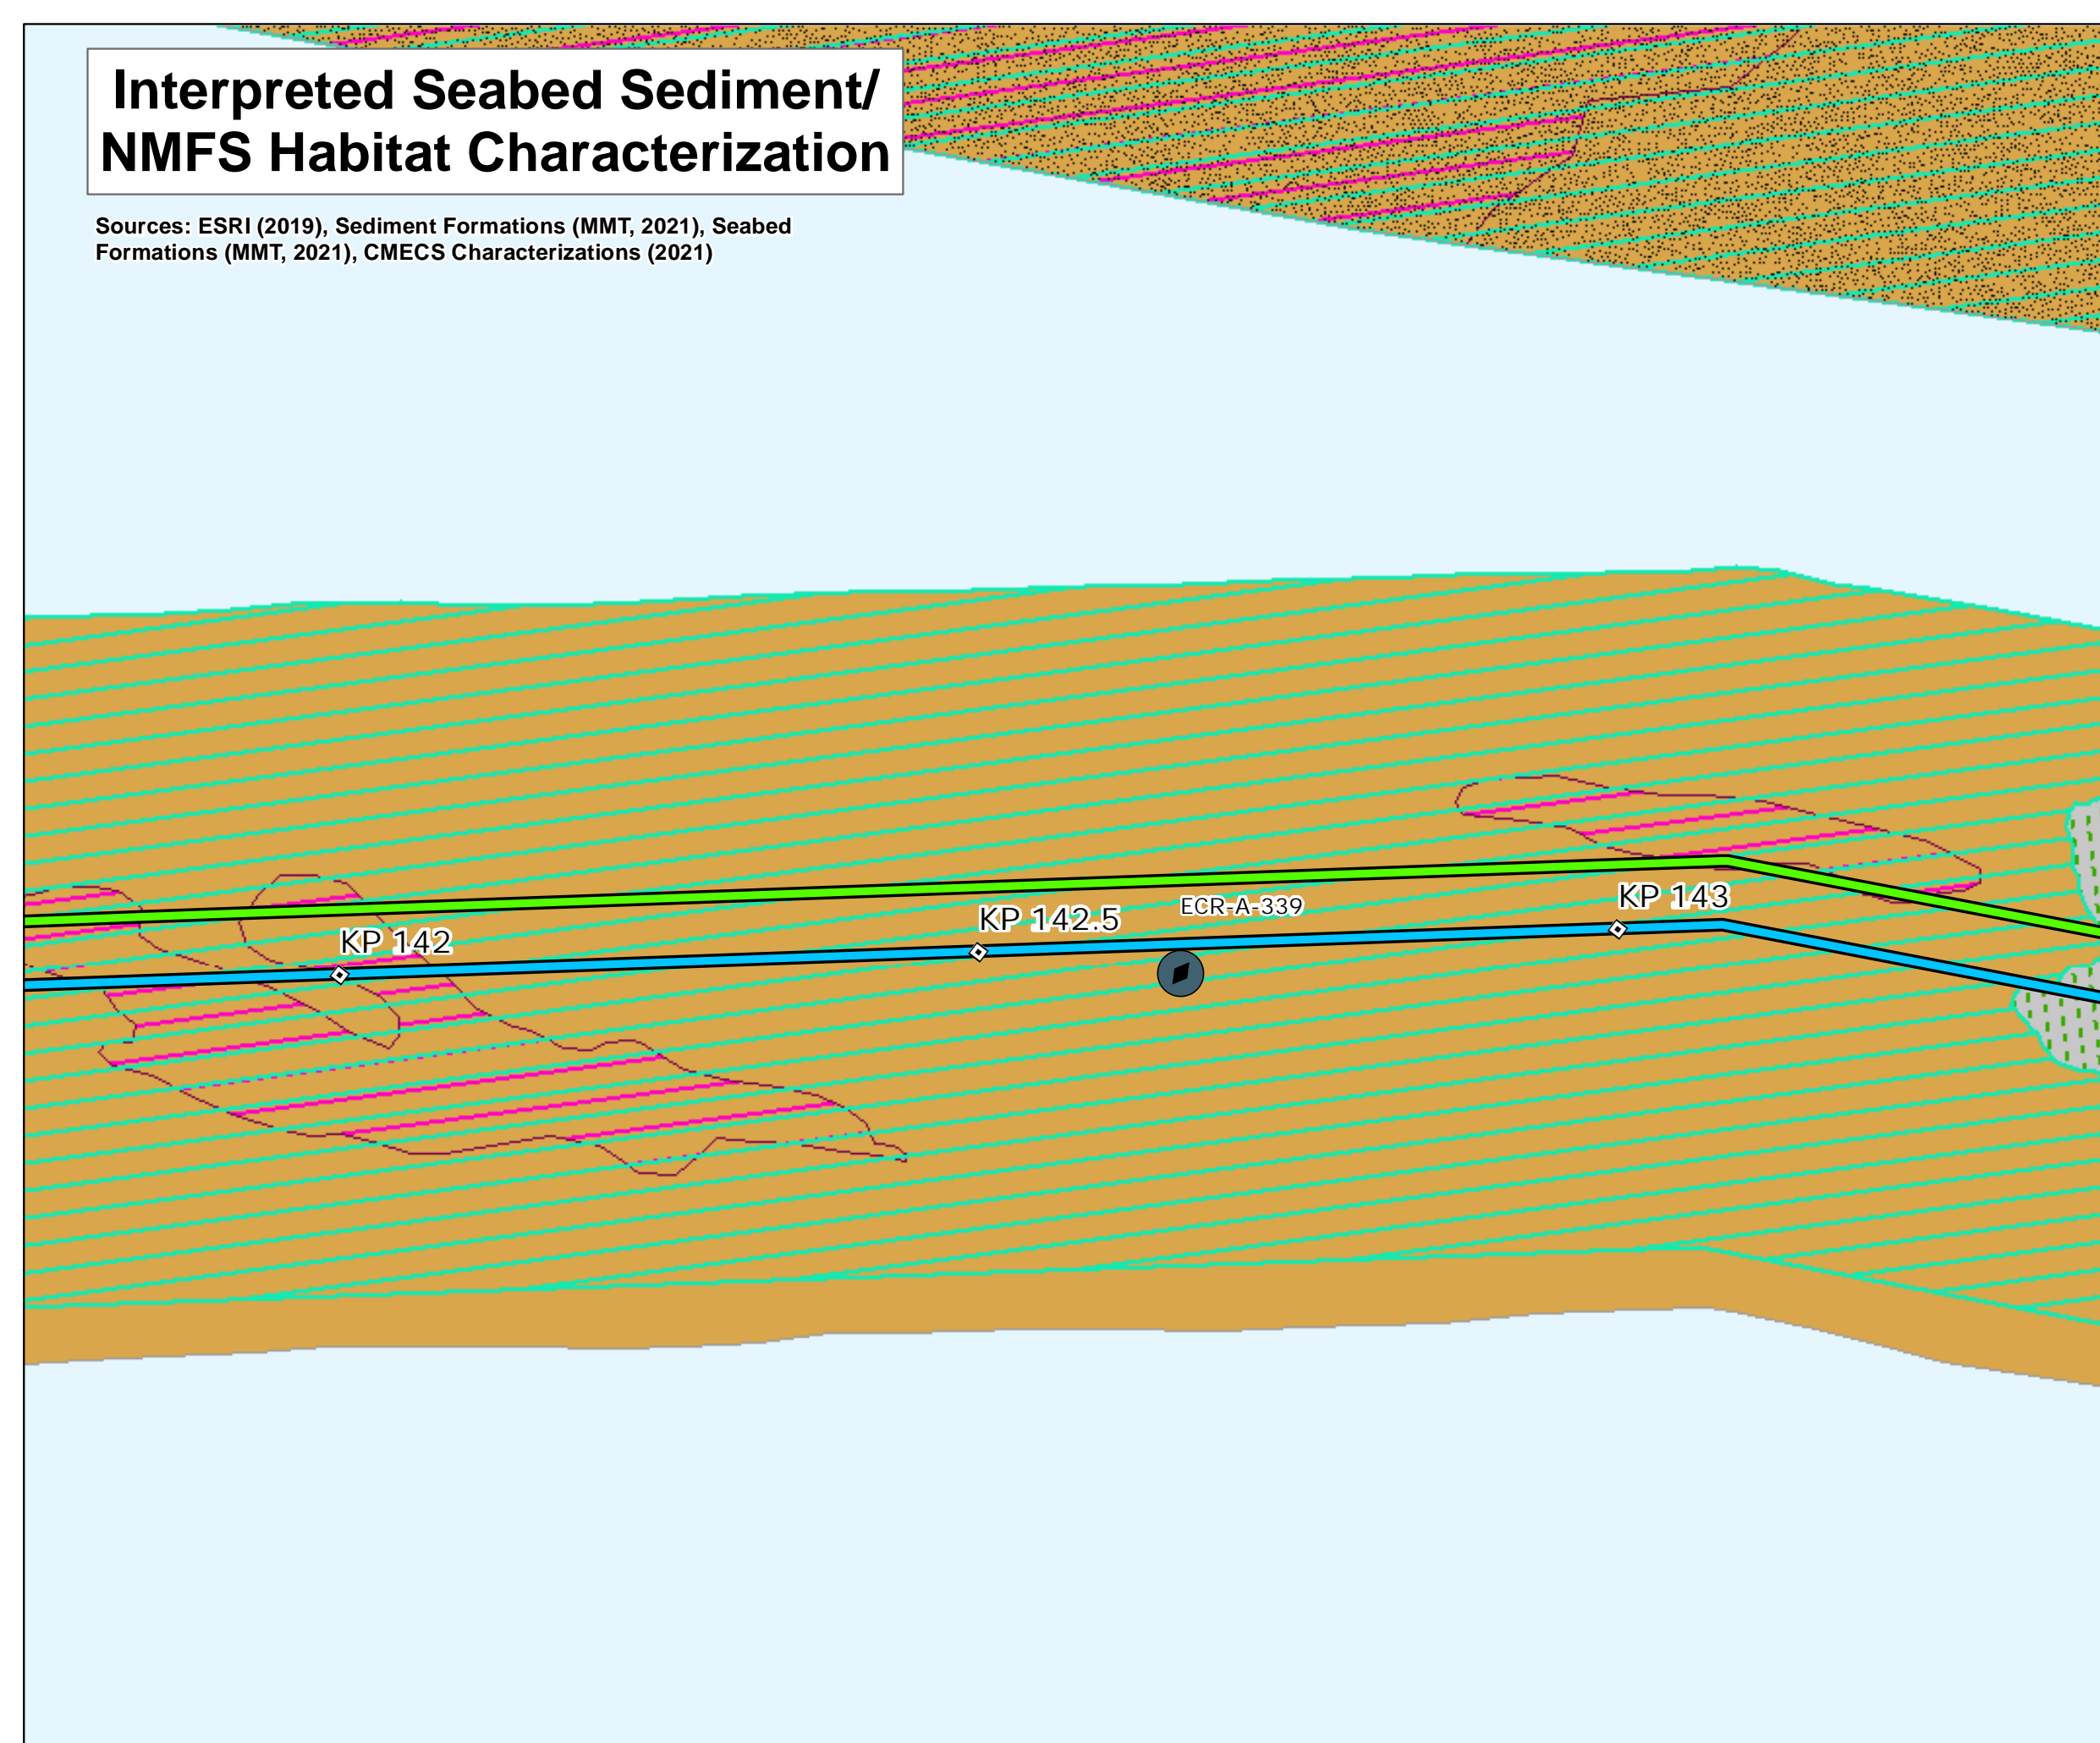 Interpreted Seabed Sediment/
NMFS Habitat Characterization
Sources: ESRI (2019), Sediment Formations (MMT, 2021), Seabed
Formations (MMT, 2021), CMECS Characterizations (2021)
KP 142
KP 142.5
ECR-A-339
KP 143